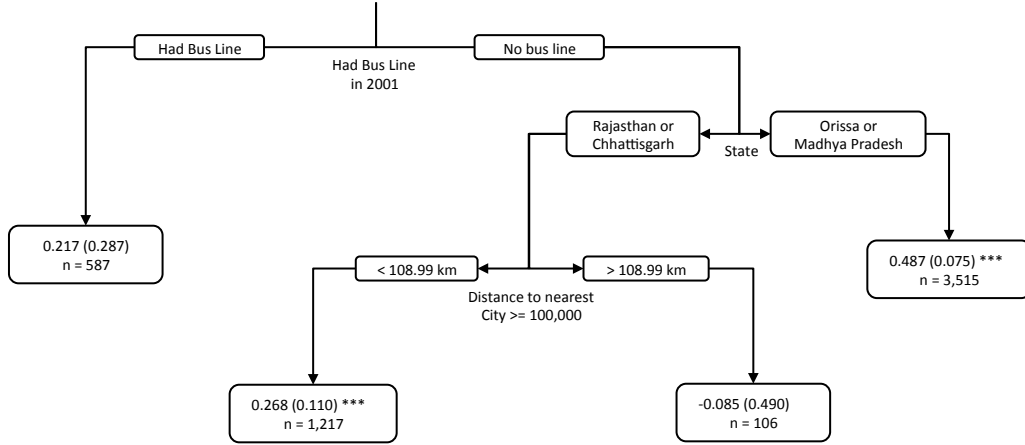 Had Bus Line
No bus line
Had Bus Line
in 2001
Rajasthan or
Chhattisgarh
State
Orissa or
Madhya Pradesh
0.217 (0.287)
n = 587
< 108.99 km
> 108.99 km
0.487 (0.075) ***
n = 3,515
Distance to nearest
City >= 100,000
0.268 (0.110) ***
n = 1,217
-0.085 (0.490)
n = 106